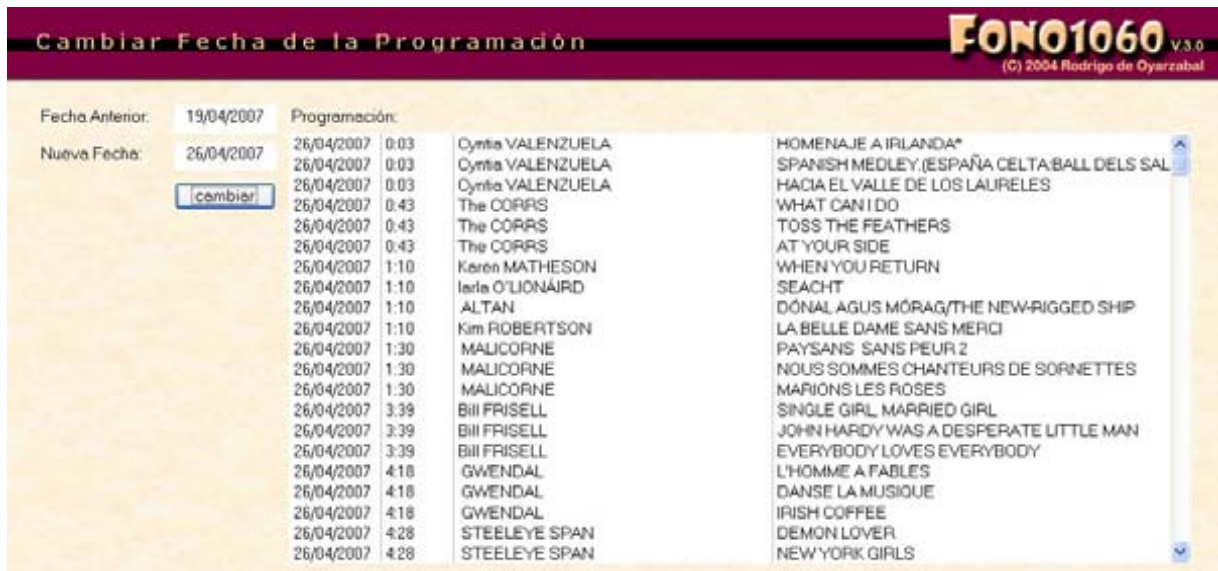 Cambiar Fecha de la Programación
FONO1060 V.3.0
(C) 2004 Rodrigo de Oyarzabal
Fecha Anterior: 19/04/2007
Nueva Fecha: 26/04/2007
cambiar
Programación:
26/04/2007 0:03 Cyntia VALENZUELA HOMENAJE A IRLANDA*
26/04/2007 0:03 Cyntia VALENZUELA SPANISH MEDLEY.(ESPAÑA CELTA:BALL DELS SAL
26/04/2007 0:03 Cyntia VALENZUELA HACIA EL VALLE DE LOS LAURELES
26/04/2007 0:43 The CORRS WHAT CAN I DO
26/04/2007 0:43 The CORRS TOSS THE FEATHERS
26/04/2007 0:43 The CORRS AT YOUR SIDE
26/04/2007 1:10 Karen MATHESON WHEN YOU RETURN
26/04/2007 1:10 Iarla O'LIONÁIRD SEACHT
26/04/2007 1:10 ALTAN DÓNAL AGUS MÓRAG/THE NEW-RIGGED SHIP
26/04/2007 1:10 Kim ROBERTSON LA BELLE DAME SANS MERCI
26/04/2007 1:30 MALICORNE PAYSANS SANS PEUR 2
26/04/2007 1:30 MALICORNE NOUS SOMMES CHANTEURS DE SORNETTES
26/04/2007 1:30 MALICORNE MARIONS LES ROSES
26/04/2007 3:39 Bill FRISELL SINGLE GIRL, MARRIED GIRL
26/04/2007 3:39 Bill FRISELL JOHN HARDY WAS A DESPERATE LITTLE MAN
26/04/2007 3:39 Bill FRISELL EVERYBODY LOVES EVERYBODY
26/04/2007 4:18 GWENDAL L'HOMME A FABLES
26/04/2007 4:18 GWENDAL DANSE LA MUSIQUE
26/04/2007 4:18 GWENDAL IRISH COFFEE
26/04/2007 4:28 STEELEYE SPAN DEMON LOVER
26/04/2007 4:28 STEELEYE SPAN NEW YORK GIRLS